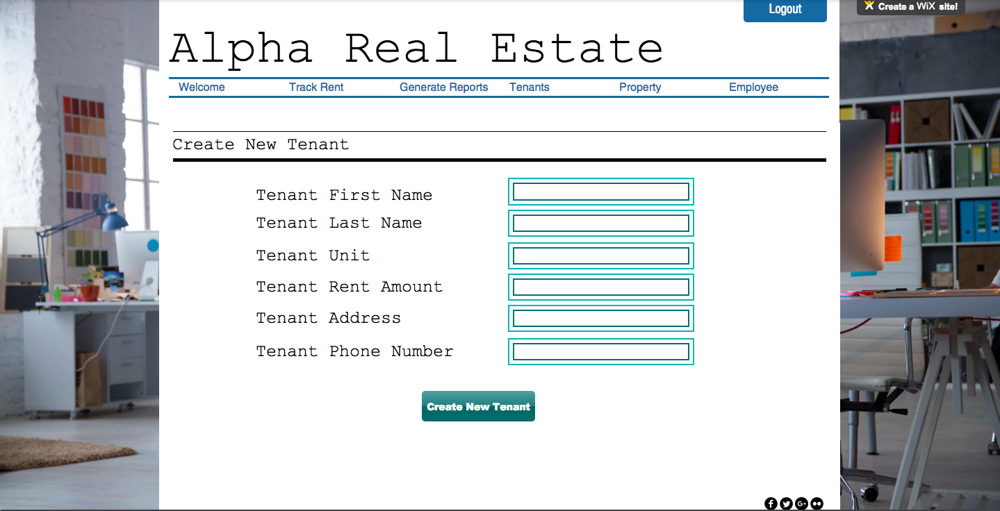 Logout
Create a WiX site!
Alpha Real Estate
Welcome Track Rent Generate Reports Tenants Property Employee
Create New Tenant
Tenant First Name
Tenant Last Name
Tenant Unit
Tenant Rent Amount
Tenant Address
Tenant Phone Number
Create New Tenant